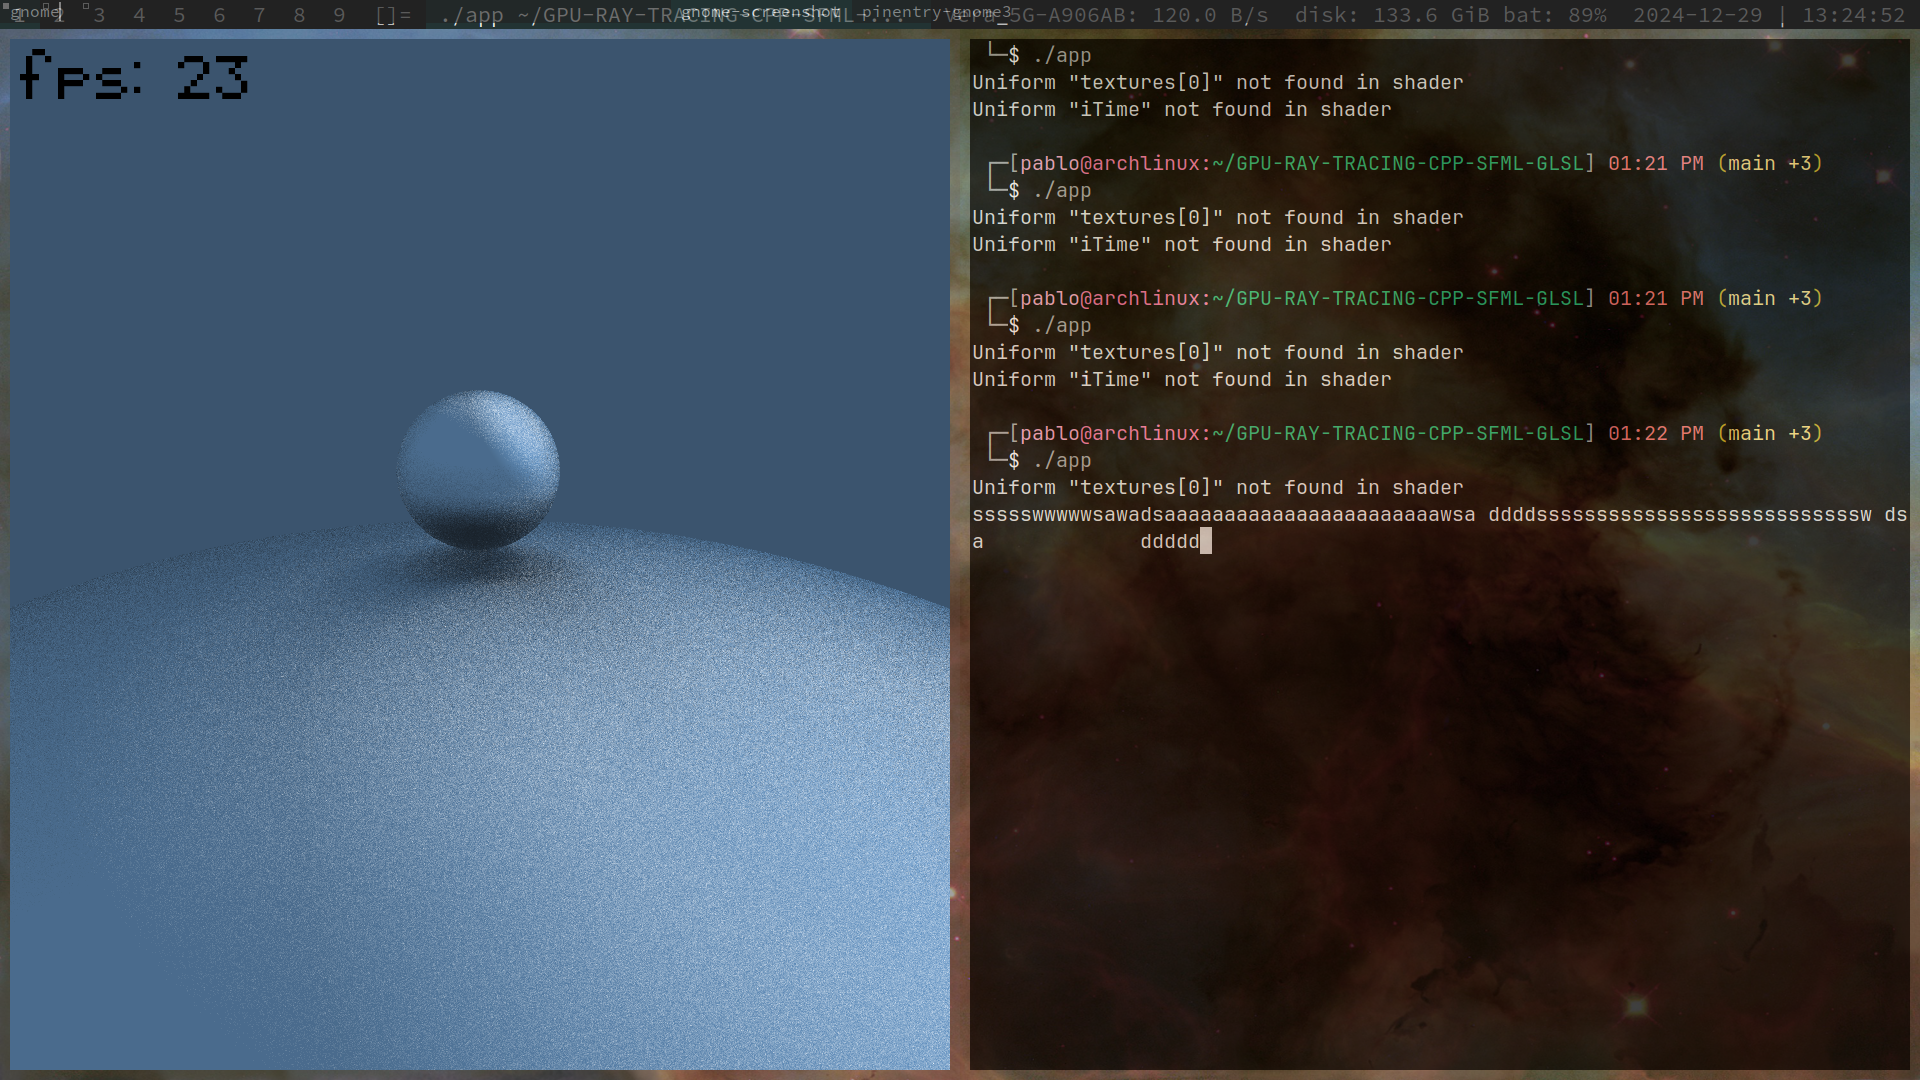 1 3 4 5 6 7 8 9 []= ./app ~/GPU-RAY-TRACING-CPP-SFML-... 5G-A906AB: 120.0 B/s disk: 133.6 GiB bat: 89% 2024-12-29 | 13:24:52
gnome gnome-screenshot pinentry-gnome3
fps: 23
└─$ ./app
Uniform "textures[0]" not found in shader
Uniform "iTime" not found in shader
┌─[pablo@archlinux:~/GPU-RAY-TRACING-CPP-SFML-GLSL] 01:21 PM (main +3)
└─$ ./app
Uniform "textures[0]" not found in shader
Uniform "iTime" not found in shader
┌─[pablo@archlinux:~/GPU-RAY-TRACING-CPP-SFML-GLSL] 01:21 PM (main +3)
└─$ ./app
Uniform "textures[0]" not found in shader
Uniform "iTime" not found in shader
┌─[pablo@archlinux:~/GPU-RAY-TRACING-CPP-SFML-GLSL] 01:22 PM (main +3)
└─$ ./app
Uniform "textures[0]" not found in shader
ssssswwwwwsawadsaaaaaaaaaaaaaaaaaaaaaaawsa ddddsssssssssssssssssssssssssssw ds
a             ddddd